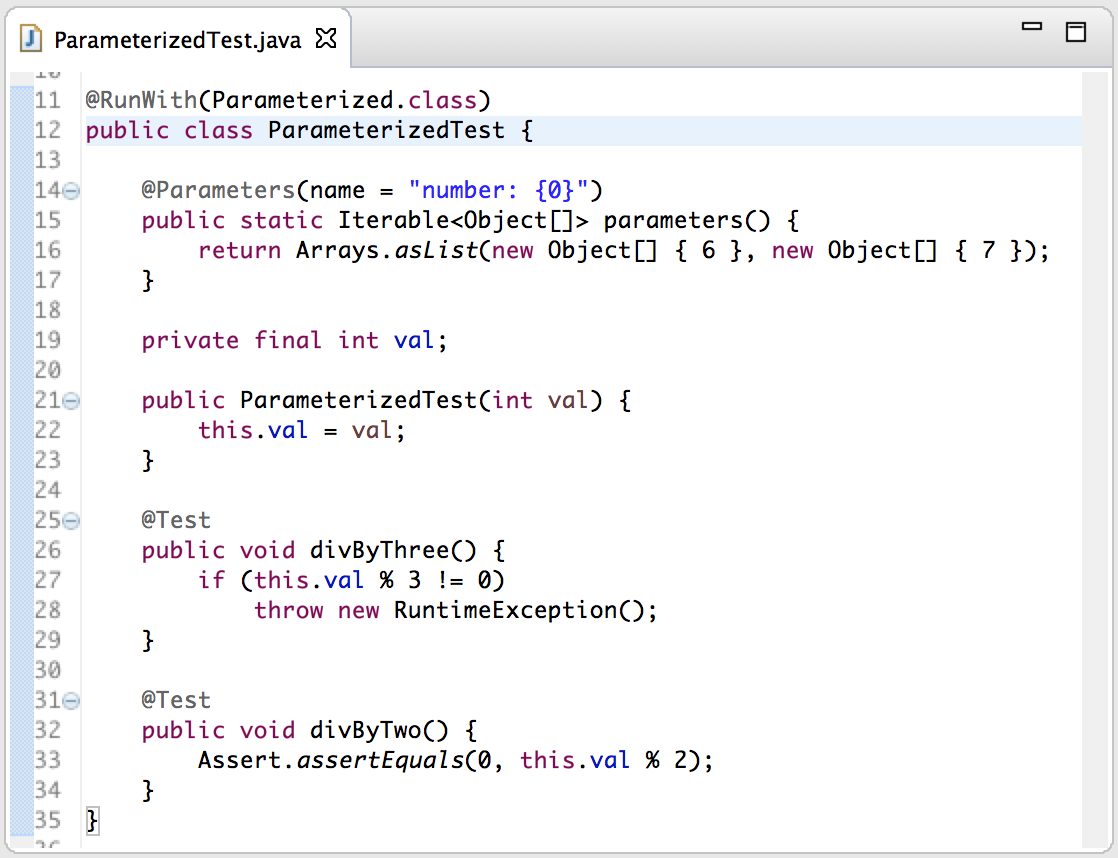 ParameterizedTest.java
11 @RunWith(Parameterized.class)
12 public class ParameterizedTest {
13
14 @Parameters(name = "number: {0}")
15 public static Iterable<Object[]> parameters() {
16 return Arrays.asList(new Object[] { 6 }, new Object[] { 7 });
17 }
18
19 private final int val;
20
21 public ParameterizedTest(int val) {
22 this.val = val;
23 }
24
25 @Test
26 public void divByThree() {
27 if (this.val % 3 != 0)
28 throw new RuntimeException();
29 }
30
31 @Test
32 public void divByTwo() {
33 Assert.assertEquals(0, this.val % 2);
34 }
35 }